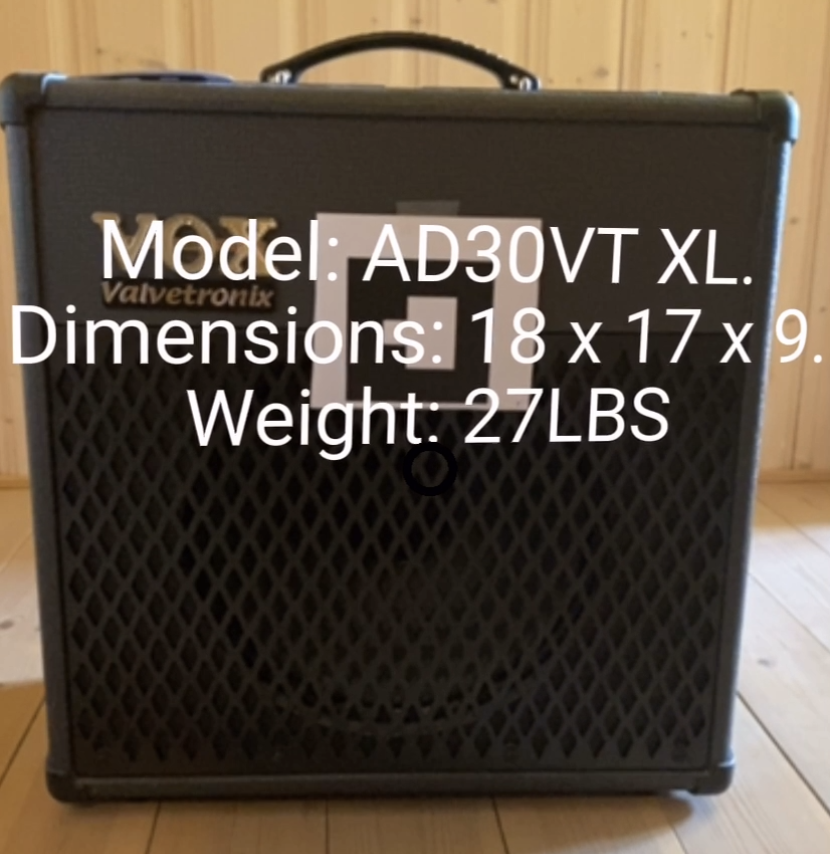 VOX
Model: AD30VT XL.
Valvetronix
Dimensions: 18 x 17 x 9.
Weight: 27LBS